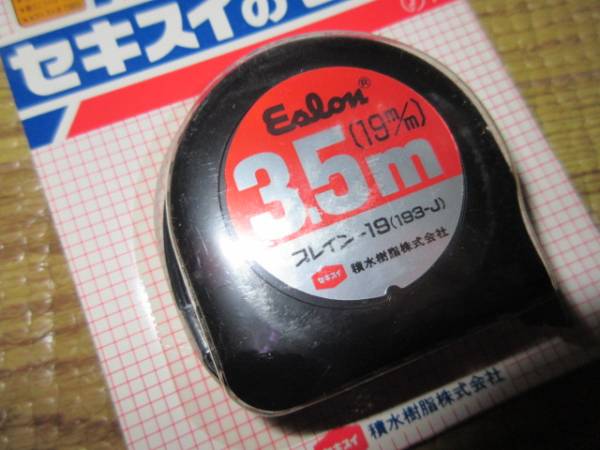 セキスイの
Eslon®
3.5m
(19m/m)
プレイン-19(193-J)
セキスイ 積水樹脂株式会社
セキスイ 積水樹脂株式会社